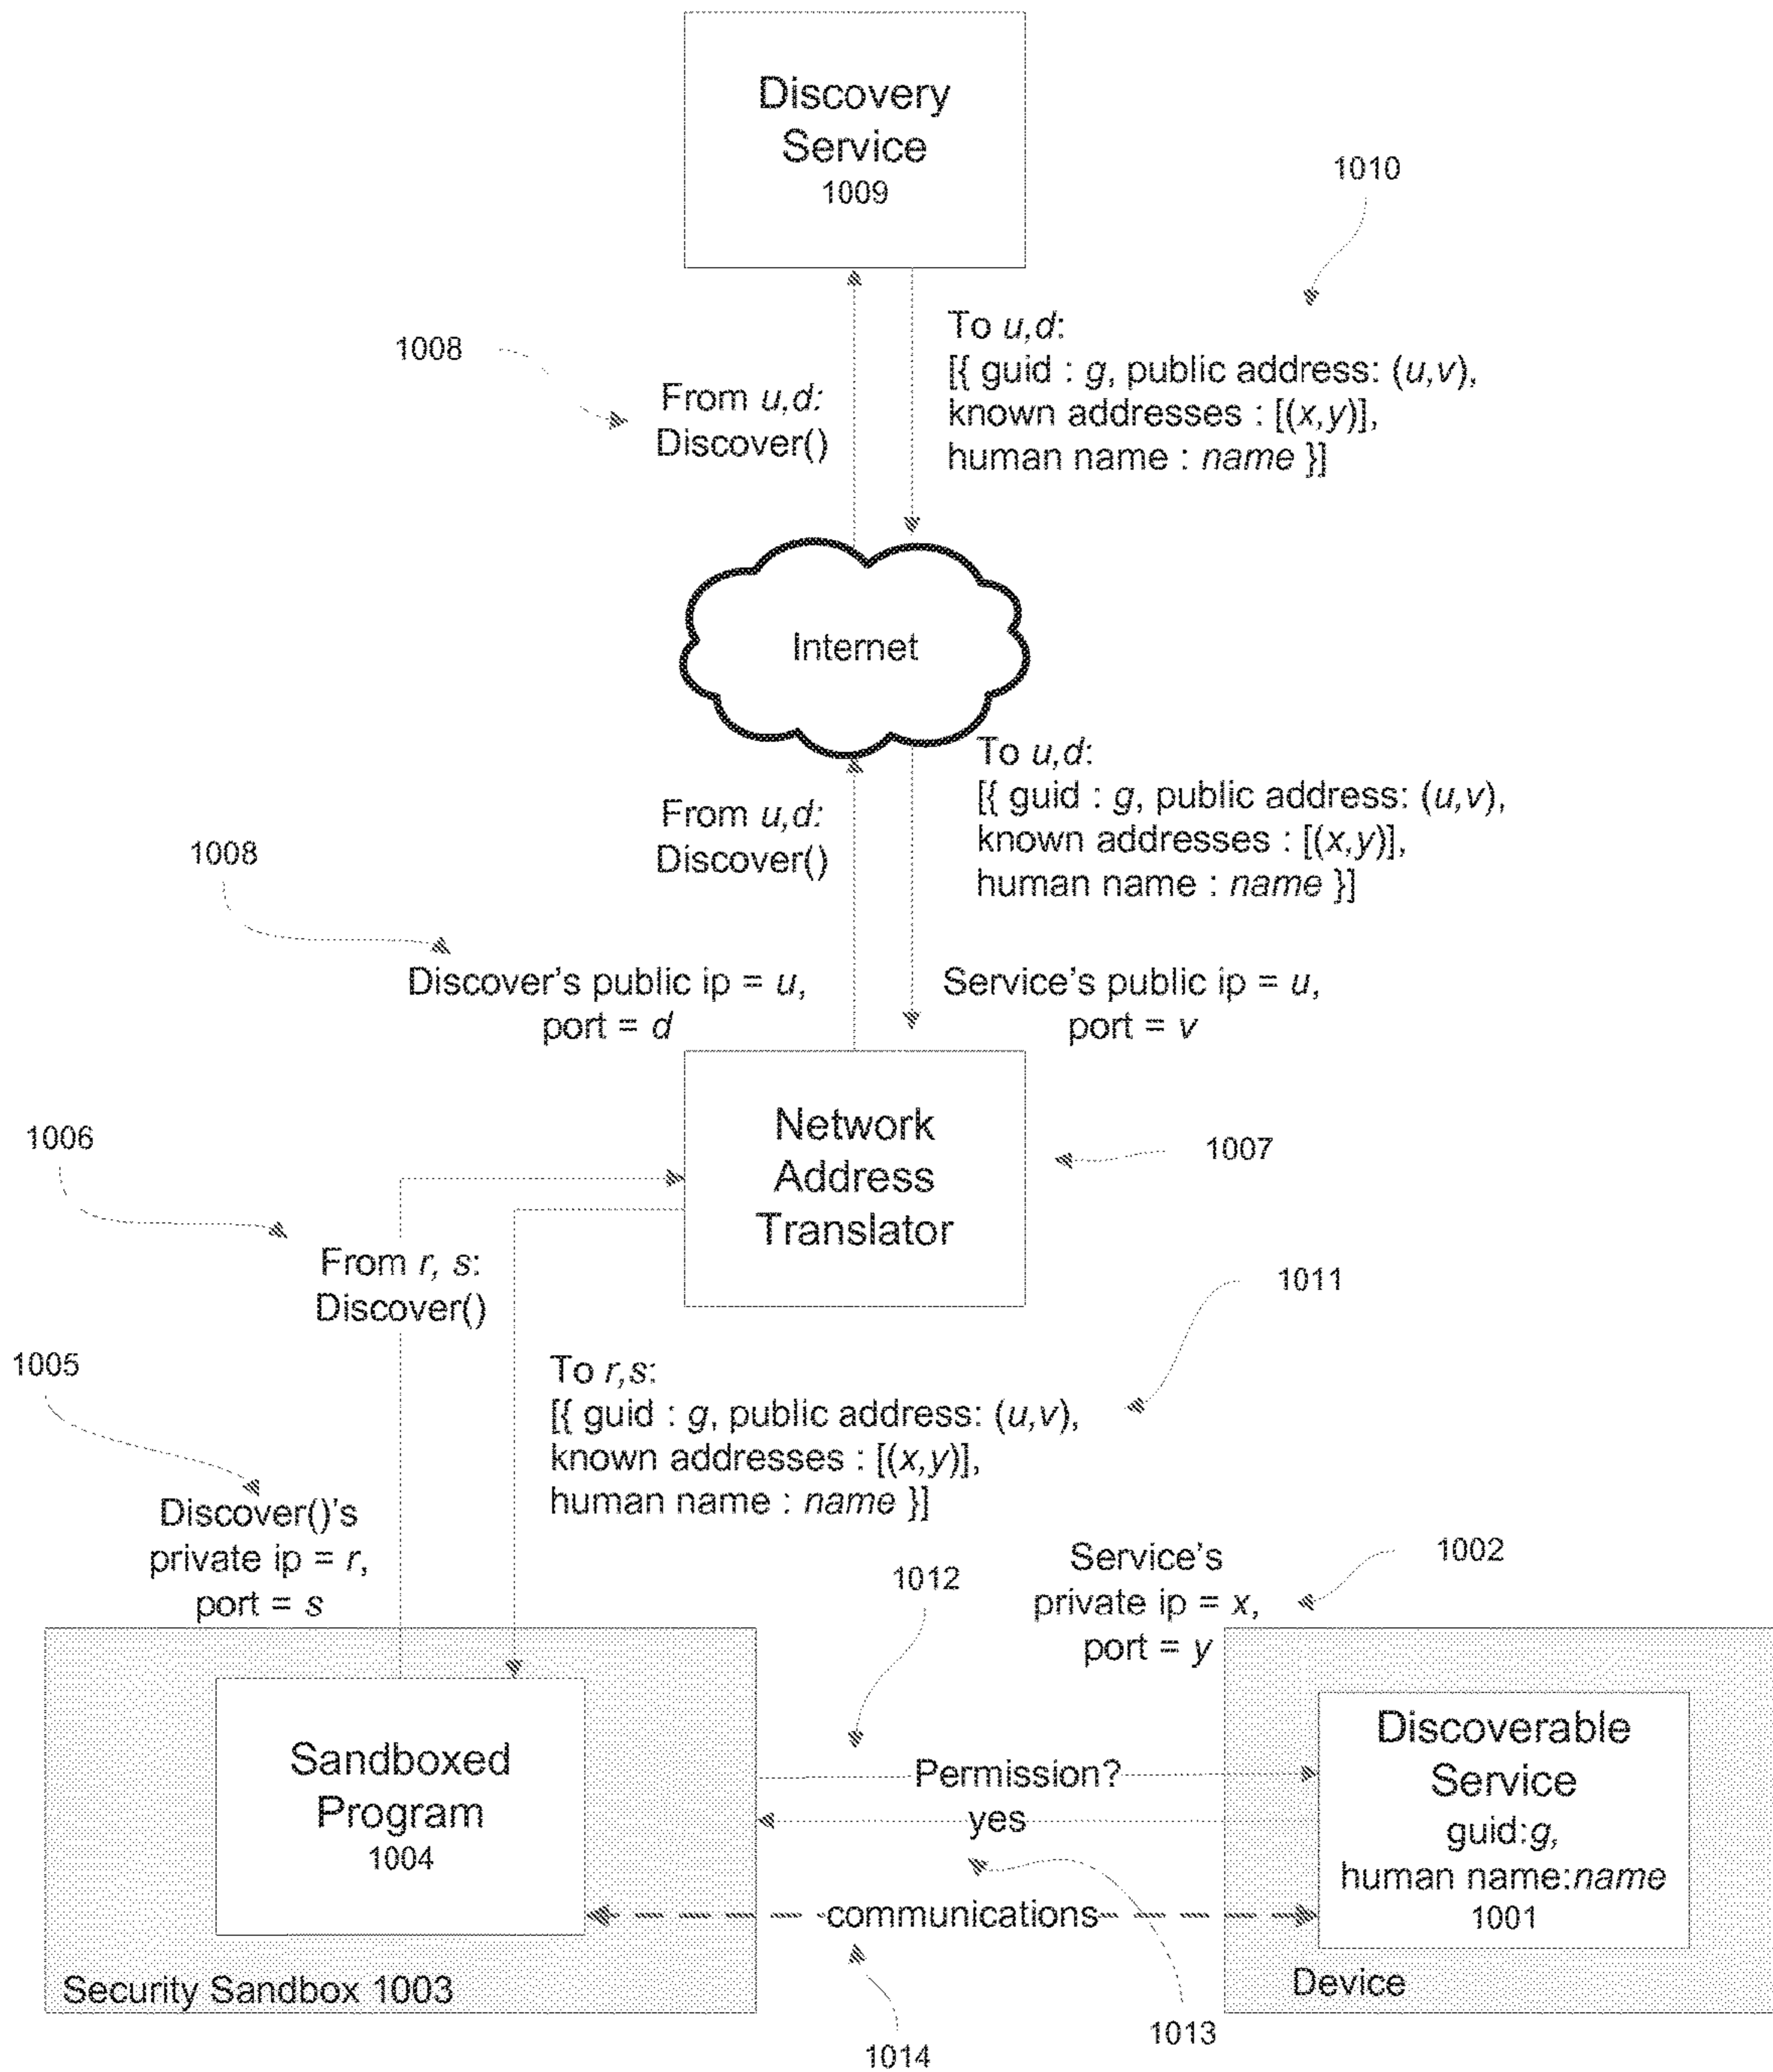 Discovery
Service
1009
1010
1008
From u,d:
Discover()
To u,d:
[{ guid : g, public address: (u,v),
known addresses : [(x,y)],
human name : name }]
Internet
From u,d:
Discover()
To u,d:
[{ guid : g, public address: (u,v),
known addresses : [(x,y)],
human name : name }]
1008
Discover's public ip = u,
port = d
Service's public ip = u,
port = v
Network
Address
Translator
1007
1006
From r, s:
Discover()
1011
1005
To r,s:
[{ guid : g, public address: (u,v),
known addresses : [(x,y)],
human name : name }]
Discover()'s
private ip = r,
port = s
1012
Service's
private ip = x,
port = y
1002
Sandboxed
Program
1004
Security Sandbox 1003
Permission?
yes
communications
Discoverable
Service
guid:g,
human name:name
1001
Device
1013
1014